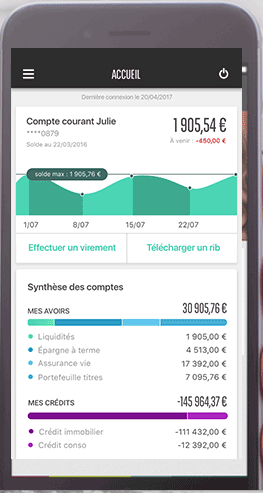 ACCUEIL
Dernière connexion le 20/04/2017
Compte courant Julie
1 905,54 €
****0879
Solde au 22/03/2016
À venir : -450,00 €
solde max : 1 905,76 €
1/07 8/07 15/07 22/07
Effectuer un virement
Télécharger un rib
Synthèse des comptes
MES AVOIRS
30 905,76 €
Liquidités 1 905,00 €
Épargne à terme 4 513,00 €
Assurance vie 17 392,00 €
Portefeuille titres 7 095,76 €
MES CRÉDITS
-145 964,37 €
Crédit immobilier -111 432,00 €
Crédit conso -12 392,00 €